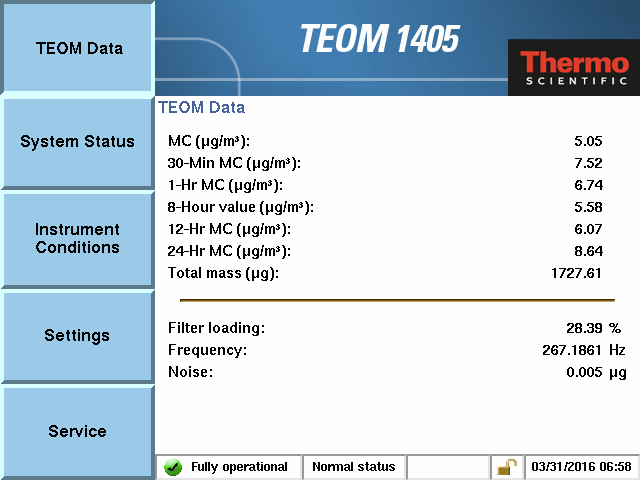 TEOM Data
TEOM 1405
Thermo
SCIENTIFIC
System Status
Instrument
Conditions
Settings
Service
TEOM Data
MC (µg/m³): 5.05
30-Min MC (µg/m³): 7.52
1-Hr MC (µg/m³): 6.74
8-Hour value (µg/m³): 5.58
12-Hr MC (µg/m³): 6.07
24-Hr MC (µg/m³): 8.64
Total mass (µg): 1727.61
Filter loading: 28.39 %
Frequency: 267.1861 Hz
Noise: 0.005 µg
Fully operational Normal status 03/31/2016 06:58